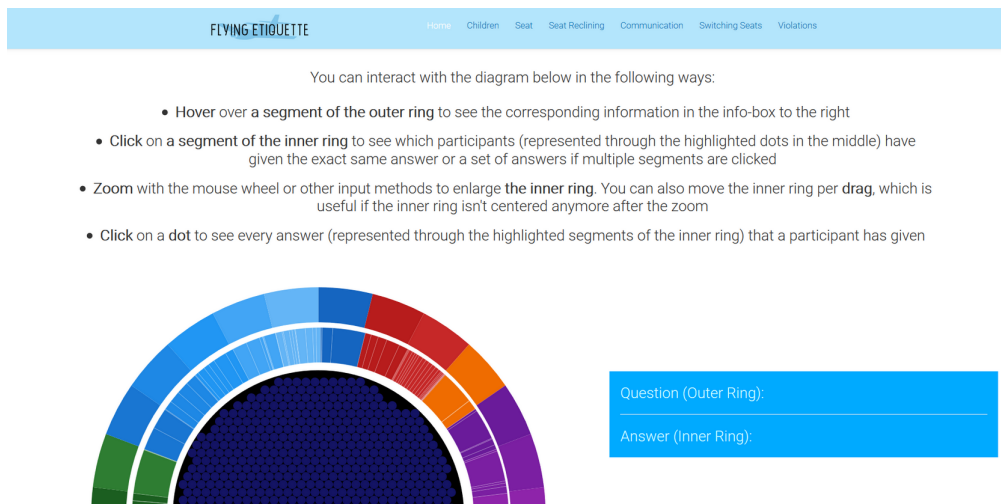 FLYING ETIQUETTE
Home Children Seat Seat Reclining Communication Switching Seats Violations
You can interact with the diagram below in the following ways:
• Hover over a segment of the outer ring to see the corresponding information in the info-box to the right
• Click on a segment of the inner ring to see which participants (represented through the highlighted dots in the middle) have
given the exact same answer or a set of answers if multiple segments are clicked
• Zoom with the mouse wheel or other input methods to enlarge the inner ring. You can also move the inner ring per drag, which is
useful if the inner ring isn't centered anymore after the zoom
• Click on a dot to see every answer (represented through the highlighted segments of the inner ring) that a participant has given
Question (Outer Ring):
Answer (Inner Ring):